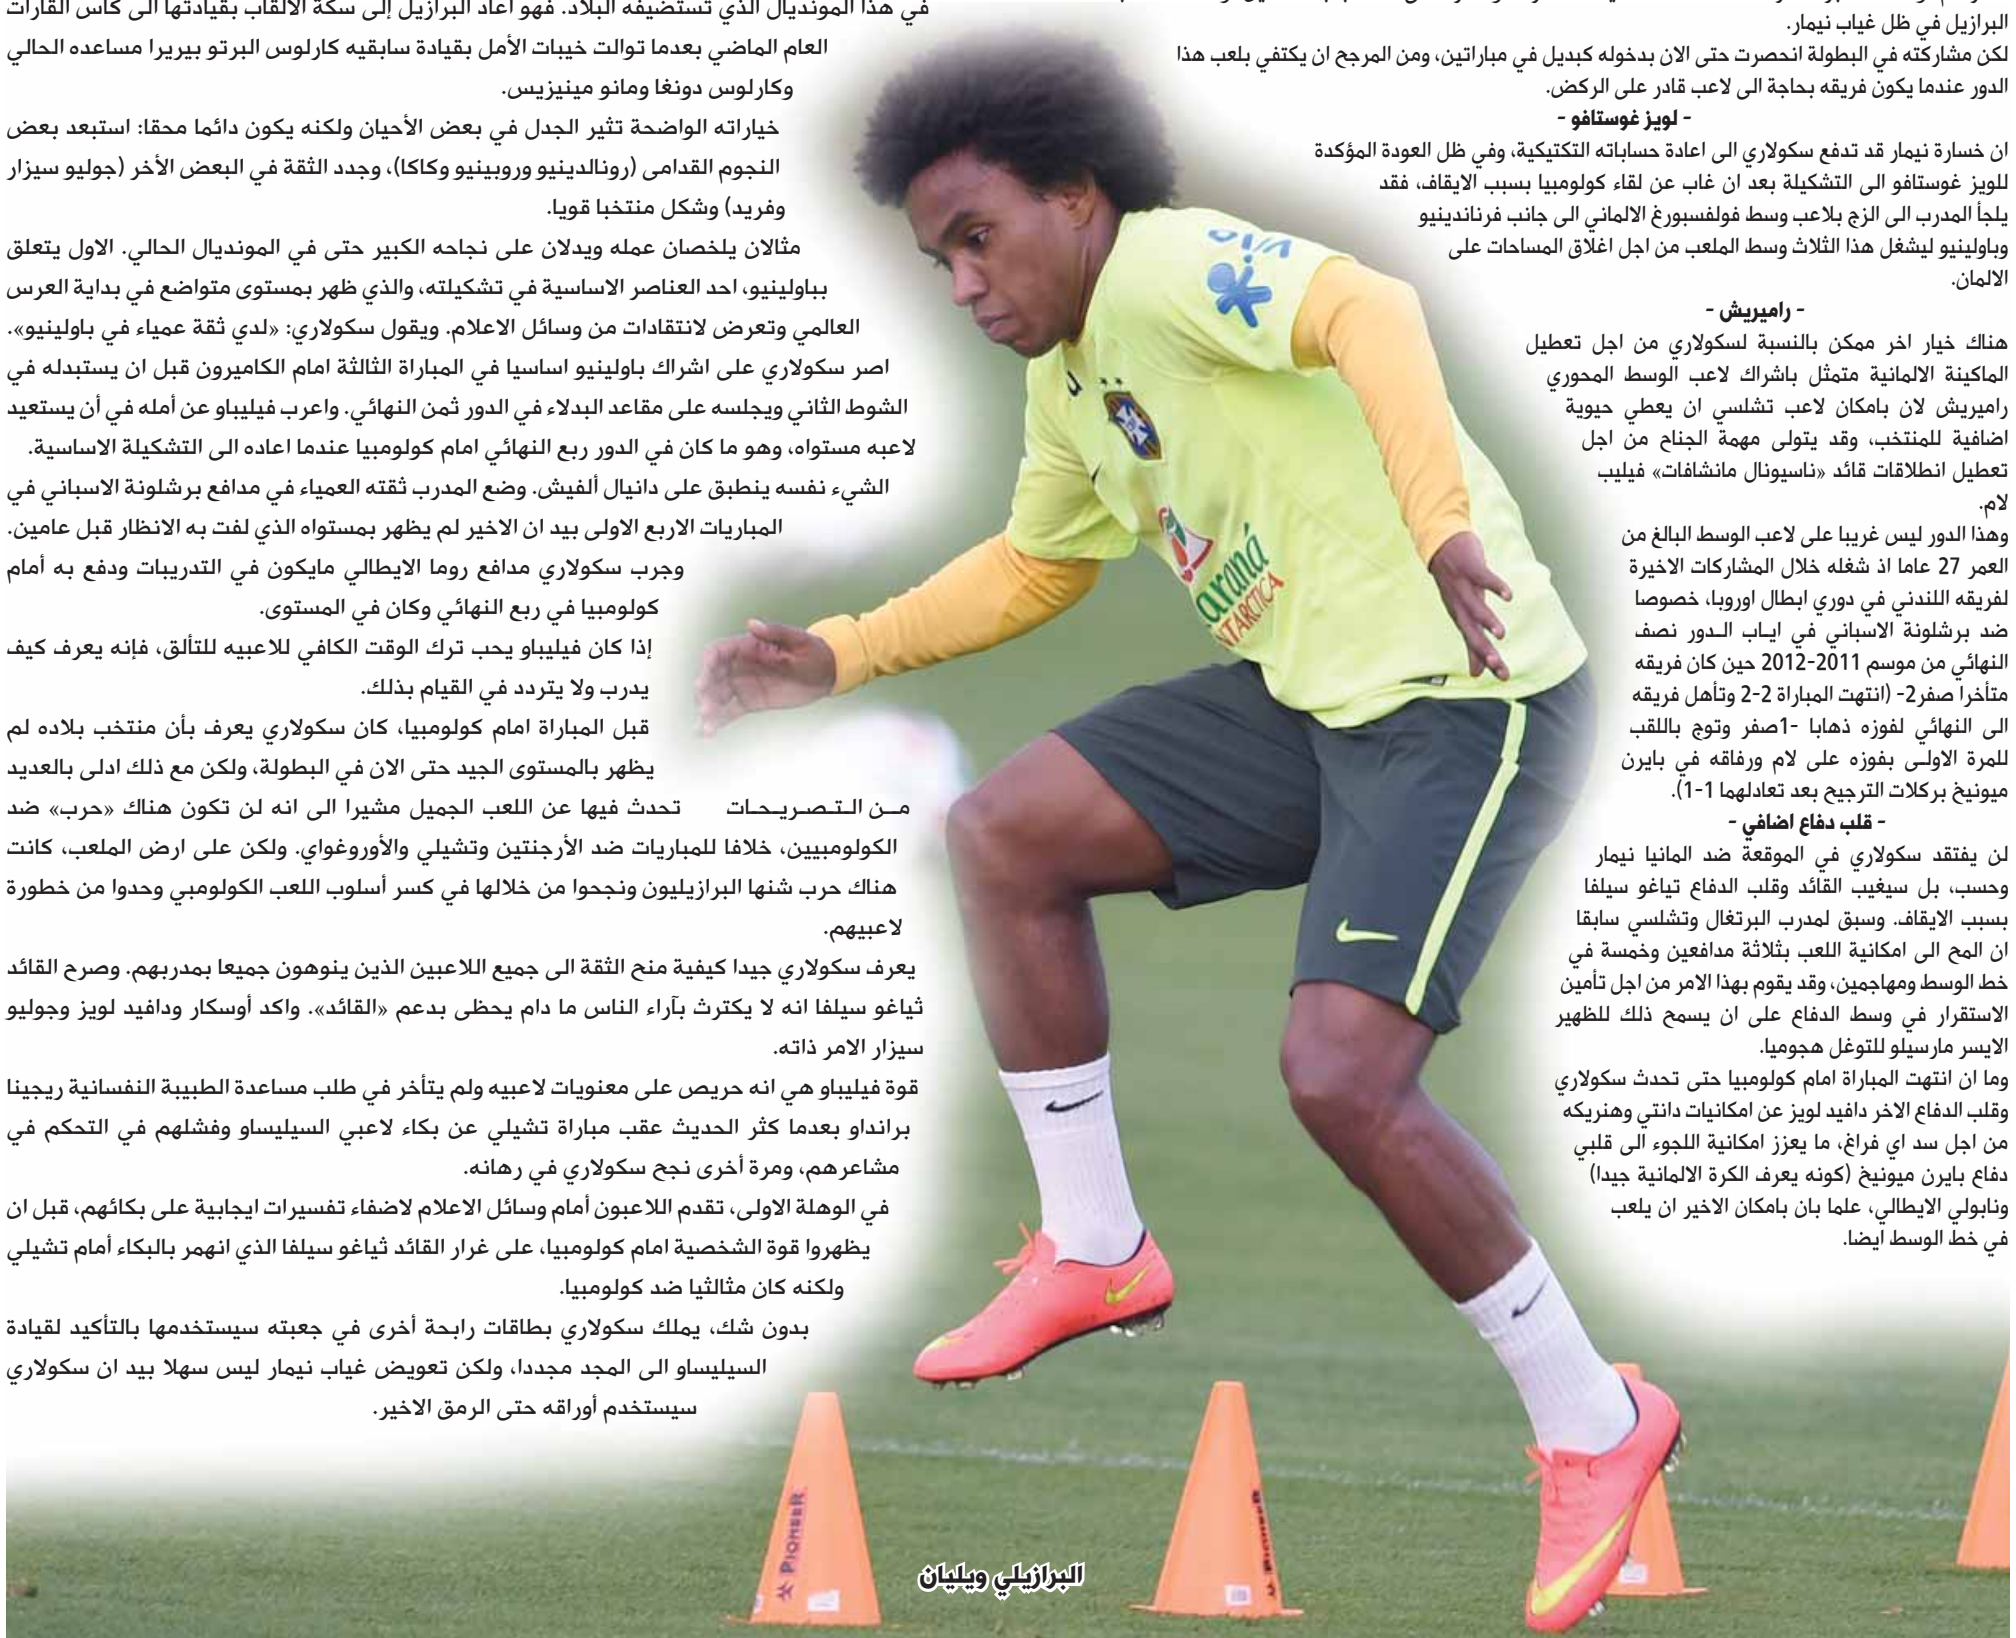 البرازيل في ظل غياب نيمار.
لكن مشاركته في البطولة انحصرت حتى الان بدخوله كبديل في مباراتين، ومن المرجح ان يكتفي بلعب هذا
الدور عندما يكون فريقه بحاجة الى لاعب قادر على الركض.
- لويز غوستافو -
ان خسارة نيمار قد تدفع سكولاري الى اعادة حساباته التكتيكية، وفي ظل العودة المؤكدة
للويز غوستافو الى التشكيلة بعد ان غاب عن لقاء كولومبيا بسبب الايقاف، فقد
يلجأ المدرب الى الزج بلاعب وسط فولفسبورغ الالماني الى جانب فرناندينيو
وباولينيو ليشغل هذا الثلاث وسط الملعب من اجل اغلاق المساحات على
الالمان.
- راميريش -
هناك خيار اخر ممكن بالنسبة لسكولاري من اجل تعطيل
الماكينة الالمانية متمثل باشراك لاعب الوسط المحوري
راميريش لان بامكان لاعب تشلسي ان يعطي حيوية
اضافية للمنتخب، وقد يتولى مهمة الجناح من اجل
تعطيل انطلاقات قائد «ناسيونال مانشافات» فيليب
لام.
وهذا الدور ليس غريبا على لاعب الوسط البالغ من
العمر 27 عاما اذ شغله خلال المشاركات الاخيرة
لفريقه اللندني في دوري ابطال اوروبا، خصوصا
ضد برشلونة الاسباني في اياب الدور نصف
النهائي من موسم 2011-2012 حين كان فريقه
متأخرا صفر2- (انتهت المباراة 2-2 وتأهل فريقه
الى النهائي لفوزه ذهابا -1صفر وتوج باللقب
للمرة الاولى بفوزه على لام ورفاقه في بايرن
ميونيخ بركلات الترجيح بعد تعادلهما 1-1).
- قلب دفاع اضافي -
لن يفتقد سكولاري في الموقعة ضد المانيا نيمار
وحسب، بل سيغيب القائد وقلب الدفاع تياغو سيلفا
بسبب الايقاف. وسبق لمدرب البرتغال وتشلسي سابقا
ان المح الى امكانية اللعب بثلاثة مدافعين وخمسة في
خط الوسط ومهاجمين، وقد يقوم بهذا الامر من اجل تأمين
الاستقرار في وسط الدفاع على ان يسمح ذلك للظهير
الايسر مارسيلو للتوغل هجوميا.
وما ان انتهت المباراة امام كولومبيا حتى تحدث سكولاري
وقلب الدفاع الاخر دافيد لويز عن امكانيات دانتي وهنريكه
من اجل سد اي فراغ، ما يعزز امكانية اللجوء الى قلبي
دفاع بايرن ميونيخ (كونه يعرف الكرة الالمانية جيدا)
ونابولي الايطالي، علما بان بامكان الاخير ان يلعب
في خط الوسط ايضا.
في هذا المونديال الذي تستضيفه البلاد. فهو أعاد البرازيل إلى سكة الالقاب بقيادتها الى كأس القارات
العام الماضي بعدما توالت خيبات الأمل بقيادة سابقيه كارلوس البرتو بيريرا مساعده الحالي
وكارلوس دونغا ومانو مينيزيس.
خياراته الواضحة تثير الجدل في بعض الأحيان ولكنه يكون دائما محقا: استبعد بعض
النجوم القدامى (رونالدينيو وروبينيو وكاكا)، وجدد الثقة في البعض الأخر (جوليو سيزار
وفريد) وشكل منتخبا قويا.
مثالان يلخصان عمله ويدلان على نجاحه الكبير حتى في المونديال الحالي. الاول يتعلق
بباولينيو، احد العناصر الاساسية في تشكيلته، والذي ظهر بمستوى متواضع في بداية العرس
العالمي وتعرض لانتقادات من وسائل الاعلام. ويقول سكولاري: «لدي ثقة عمياء في باولينيو».
اصر سكولاري على اشراك باولينيو اساسيا في المباراة الثالثة امام الكاميرون قبل ان يستبدله في
الشوط الثاني ويجلسه على مقاعد البدلاء في الدور ثمن النهائي. واعرب فيليباو عن أمله في أن يستعيد
لاعبه مستواه، وهو ما كان في الدور ربع النهائي امام كولومبيا عندما اعاده الى التشكيلة الاساسية.
الشيء نفسه ينطبق على دانيال ألفيش. وضع المدرب ثقته العمياء في مدافع برشلونة الاسباني في
المباريات الاربع الاولى بيد ان الاخير لم يظهر بمستواه الذي لفت به الانظار قبل عامين.
وجرب سكولاري مدافع روما الايطالي مايكون في التدريبات ودفع به أمام
كولومبيا في ربع النهائي وكان في المستوى.
إذا كان فيليباو يحب ترك الوقت الكافي للاعبيه للتألق، فإنه يعرف كيف
يدرب ولا يتردد في القيام بذلك.
قبل المباراة امام كولومبيا، كان سكولاري يعرف بأن منتخب بلاده لم
يظهر بالمستوى الجيد حتى الان في البطولة، ولكن مع ذلك ادلى بالعديد
من التصريحات تحدث فيها عن اللعب الجميل مشيرا الى انه لن تكون هناك «حرب» ضد
الكولومبيين، خلافا للمباريات ضد الأرجنتين وتشيلي والأوروغواي. ولكن على ارض الملعب، كانت
هناك حرب شنها البرازيليون ونجحوا من خلالها في كسر أسلوب اللعب الكولومبي وحدوا من خطورة
لاعبيهم.
يعرف سكولاري جيدا كيفية منح الثقة الى جميع اللاعبين الذين ينوهون جميعا بمدربهم. وصرح القائد
ثياغو سيلفا انه لا يكترث بآراء الناس ما دام يحظى بدعم «القائد». واكد أوسكار ودافيد لويز وجوليو
سيزار الامر ذاته.
قوة فيليباو هي انه حريص على معنويات لاعبيه ولم يتأخر في طلب مساعدة الطبيبة النفسانية ريجينا
برانداو بعدما كثر الحديث عقب مباراة تشيلي عن بكاء لاعبي السيليساو وفشلهم في التحكم في
مشاعرهم، ومرة أخرى نجح سكولاري في رهانه.
في الوهلة الاولى، تقدم اللاعبون أمام وسائل الاعلام لاضفاء تفسيرات ايجابية على بكائهم، قبل ان
يظهروا قوة الشخصية امام كولومبيا، على غرار القائد ثياغو سيلفا الذي انهمر بالبكاء أمام تشيلي
ولكنه كان مثالثيا ضد كولومبيا.
بدون شك، يملك سكولاري بطاقات رابحة أخرى في جعبته سيستخدمها بالتأكيد لقيادة
السيليساو الى المجد مجددا، ولكن تعويض غياب نيمار ليس سهلا بيد ان سكولاري
سيستخدم أوراقه حتى الرمق الاخير.
PIONEER
PIONEER
البرازيلي ويليان